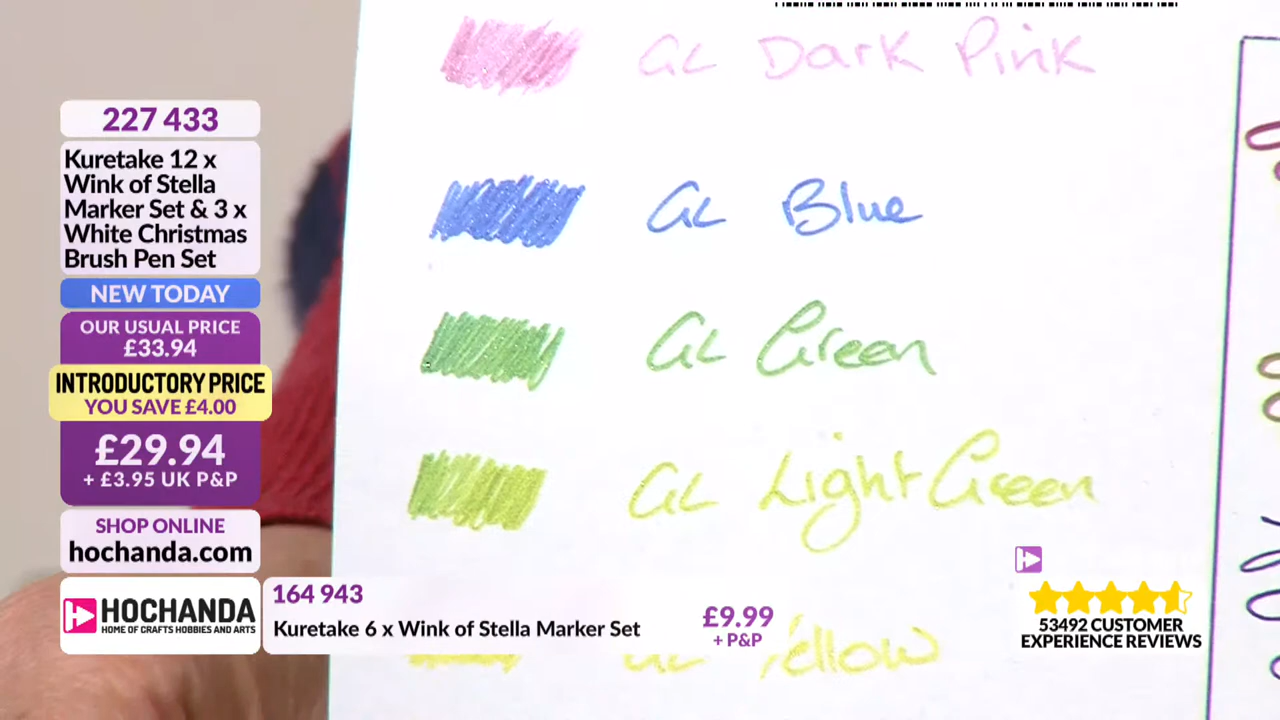 227 433
Kuretake 12 x
Wink of Stella
Marker Set & 3 x
White Christmas
Brush Pen Set
NEW TODAY
OUR USUAL PRICE
£33.94
INTRODUCTORY PRICE
YOU SAVE £4.00
£29.94
+ £3.95 UK P&P
SHOP ONLINE
hochanda.com
HOCHANDA
HOME OF CRAFTS HOBBIES AND ARTS
164 943
Kuretake 6 x Wink of Stella Marker Set
£9.99
+ P&P
53492 CUSTOMER
EXPERIENCE REVIEWS
GL Dark Pink
GL Blue
GL Green
GL Light Green
GL Yellow